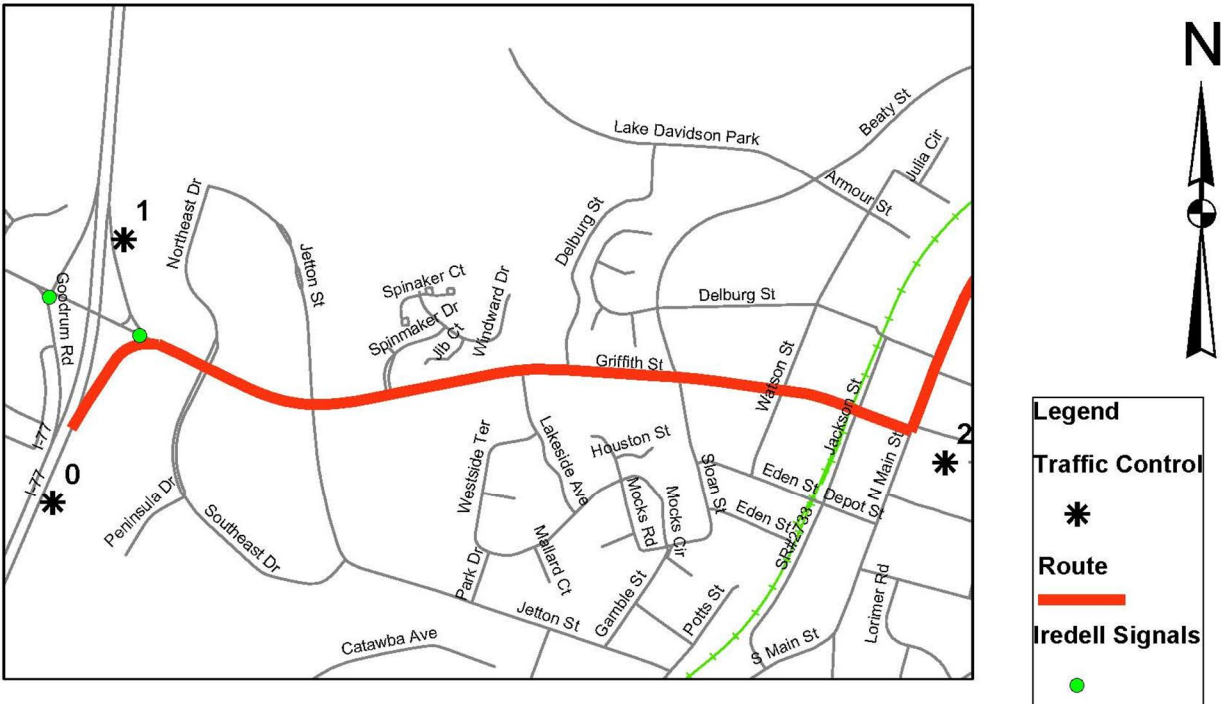 N
Lake Davidson Park
Beaty St
Julia Cir
Armour St
1
Northeast Dr
Delburg St
Jetton St
Goodrum Rd
Spinaker Ct
Windward Dr
Delburg St
Spinmaker Dr
Jib Ct
Griffith St
Watson St
Jackson St
Legend
Traffic Control
Route
Iredell Signals
I-77
I-77
0
2
N Main St
Westside Ter
Lakeside Ave
Houston St
Sloan St
Eden St
Depot St
Mocks Rd
Mocks Cir
Eden St
SR#2733
Peninsula Dr
Southeast Dr
Mallard Ct
Park Dr
Gamble St
Potts St
Lorimer Rd
Jetton St
Catawba Ave
S Main St